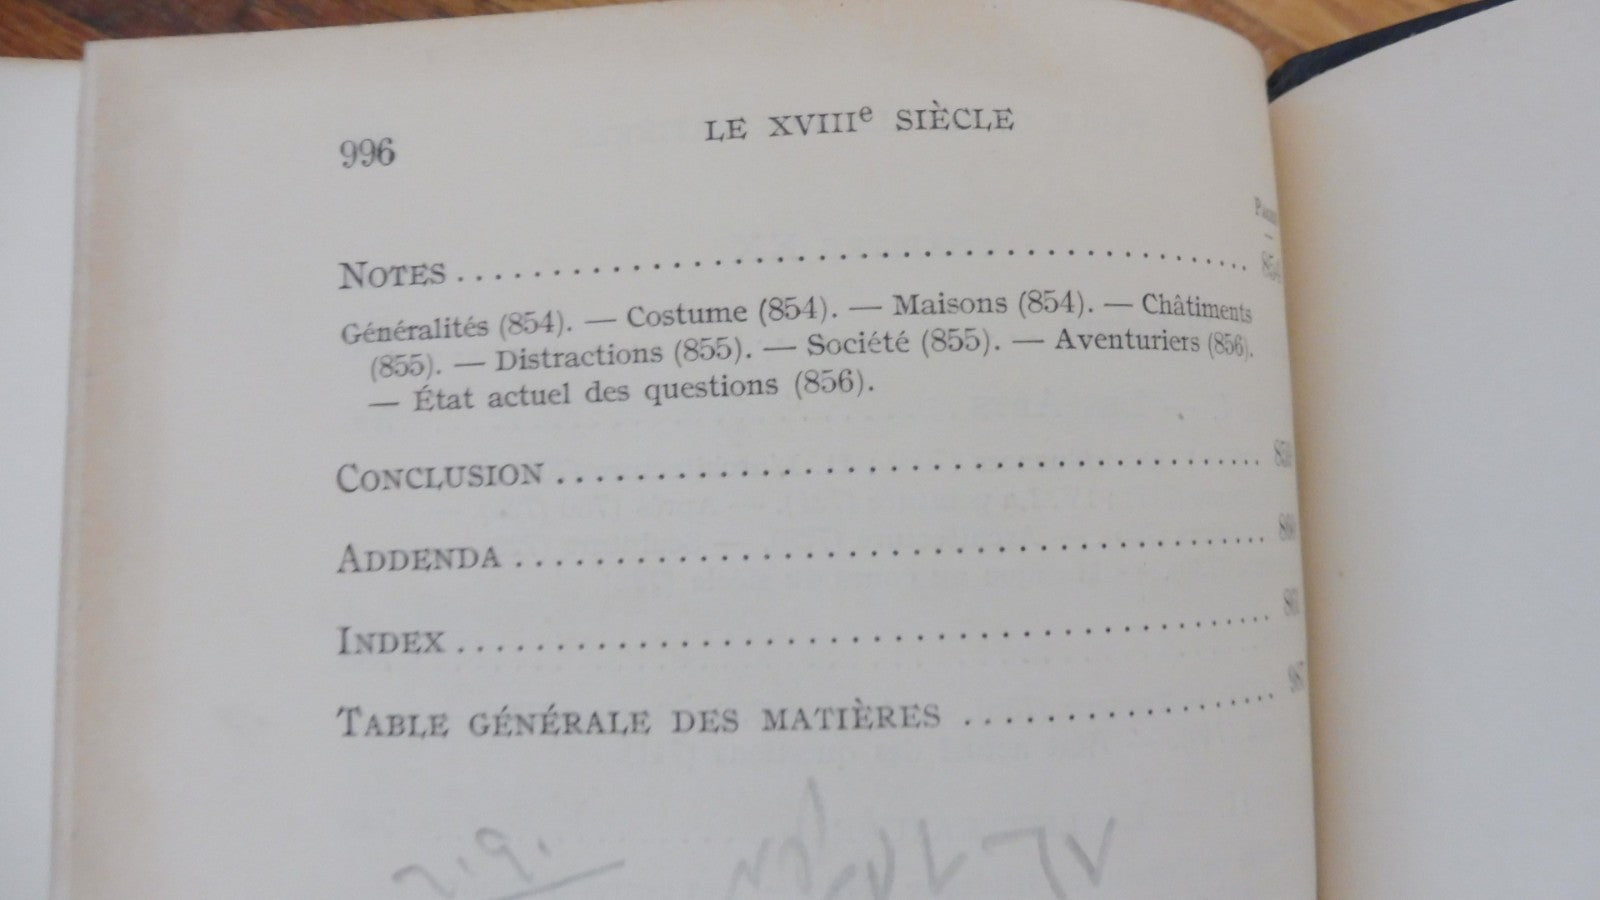 996
LE XVIIIe SIÈCLE
NOTES
Généralités (854). — Costume (854). — Maisons (854). — Châtiments
(855). — Distractions (855). — Société (855). — Aventuriers (856).
— État actuel des questions (856).
CONCLUSION
ADDENDA
INDEX
TABLE GÉNÉRALE DES MATIÈRES